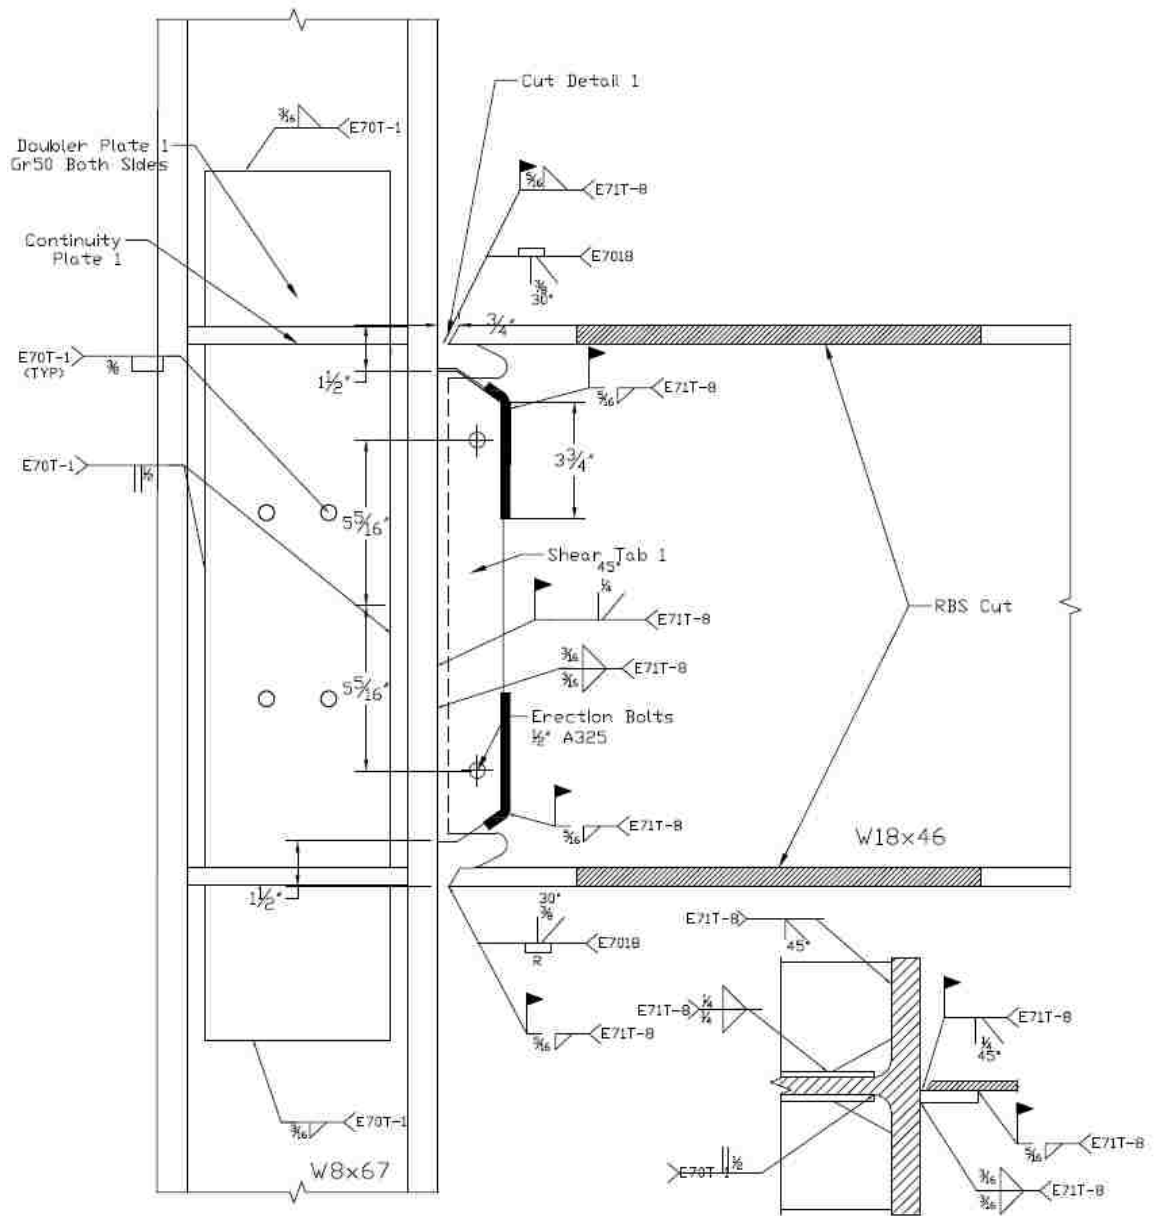 Cut Detail 1
3/16
E70T-1
Doubler Plate 1
Gr50 Both Sides
5/16
E71T-8
Continuity
Plate 1
E7018
3/8
30°
3/4"
E70T-1
(TYP)
3/8
1 1/2"
5/16
E71T-8
3 3/4"
E70T-1
1/2
5 5/16"
Shear Tab 1
45°
1/4
E71T-8
RBS Cut
3/16
3/16
E71T-8
5 5/16"
Erection Bolts
1/2" A325
5/16
E71T-8
W18x46
1 1/2"
30°
3/8
E7018
R
E71T-8
45°
5/16
E71T-8
E71T-8
1/4
1/4
E71T-8
1/4
45°
3/16
E70T-1
5/16
E71T-8
W8x67
E70T-1
1/2
3/16
3/16
E71T-8